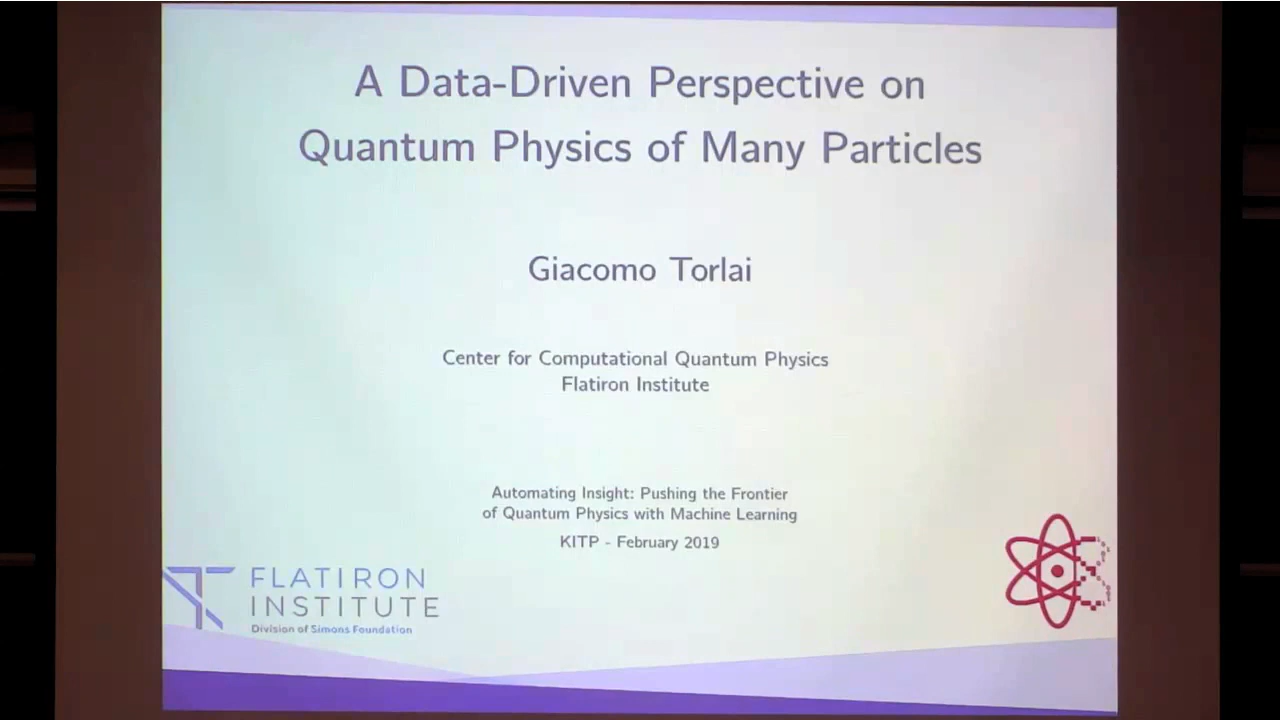 A Data-Driven Perspective on
Quantum Physics of Many Particles
Giacomo Torlai
Center for Computational Quantum Physics
Flatiron Institute
Automating Insight: Pushing the Frontier
of Quantum Physics with Machine Learning
KITP - February 2019
FLATIRON
INSTITUTE
Division of Simons Foundation